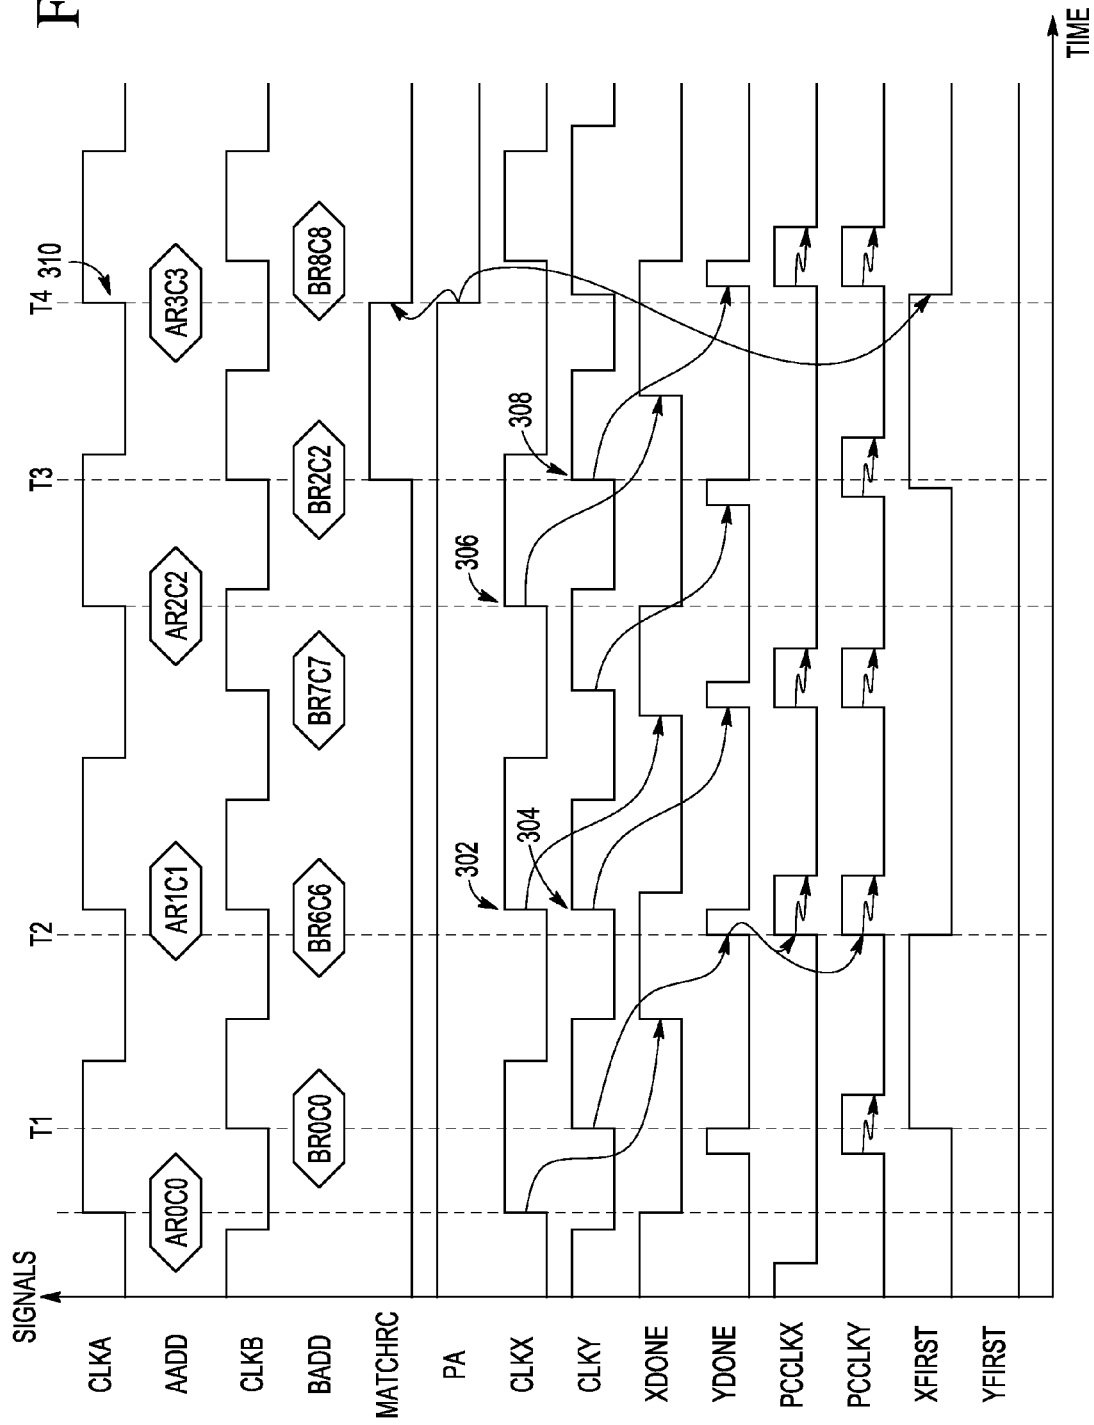 F
SIGNALS
T1
T2
T3
T4
310
CLKA
AADD
AR0C0
AR1C1
AR2C2
AR3C3
CLKB
BADD
BR0C0
BR6C6
BR7C7
BR2C2
BR8C8
MATCHRC
PA
302
306
CLKX
304
308
CLKY
XDONE
YDONE
PCCLKX
PCCLKY
XFIRST
YFIRST
TIME